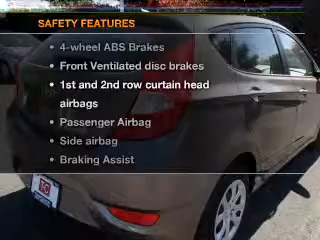 SAFETY FEATURES
• 4-wheel ABS Brakes
• Front Ventilated disc brakes
• 1st and 2nd row curtain head
airbags
• Passenger Airbag
• Side airbag
• Braking Assist